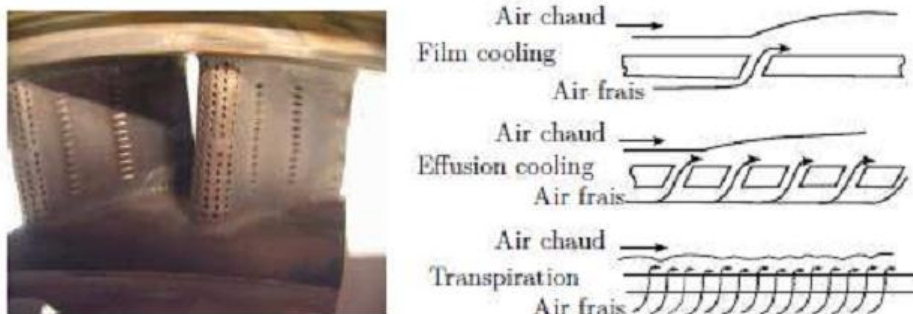 Air chaud
Film cooling
Air frais
Air chaud
Effusion cooling
Air frais
Air chaud
Transpiration
Air frais